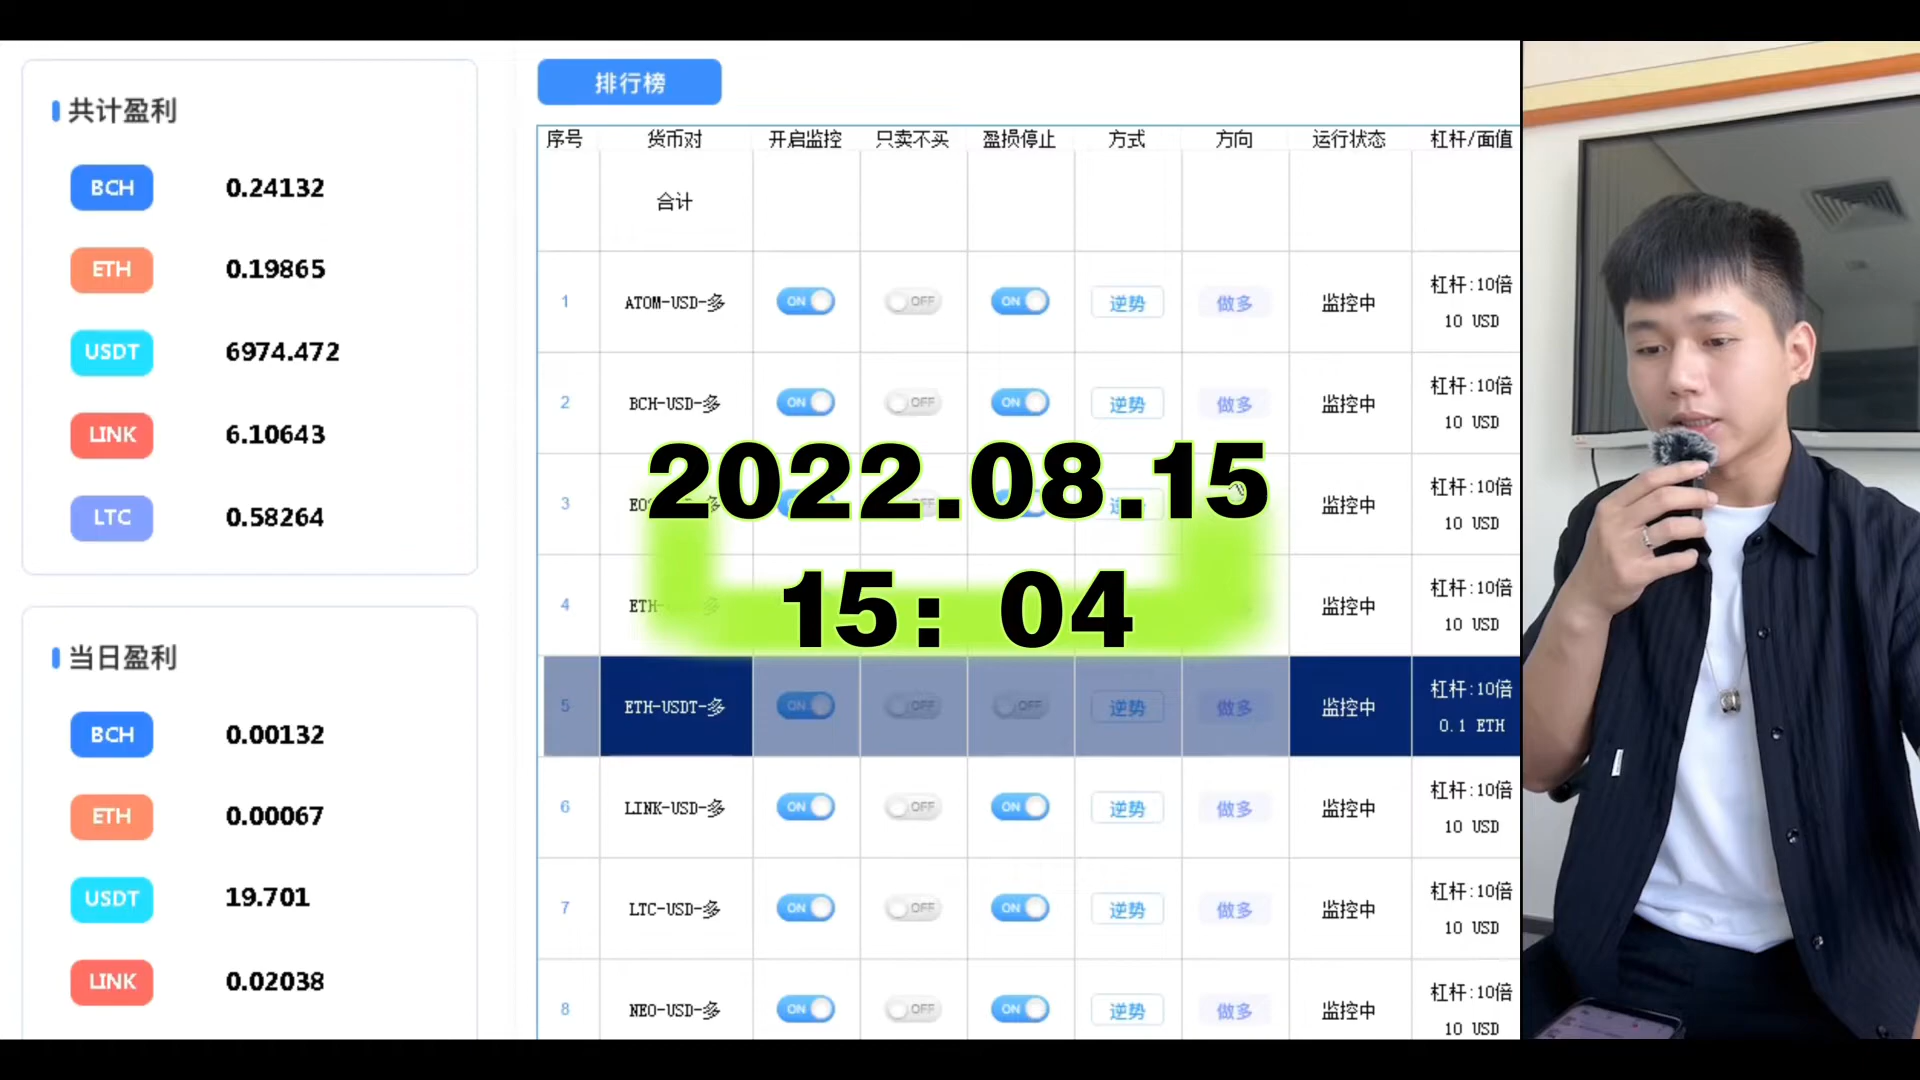 共计盈利
BCH 0.24132
ETH 0.19865
USDT 6974.472
LINK 6.10643
LTC 0.58264
当日盈利
BCH 0.00132
ETH 0.00067
USDT 19.701
LINK 0.02038
排行榜
序号 货币对 开启监控 只卖不买 盈损停止 方式 方向 运行状态 杠杆/面值
合计
1 ATOM-USD-多 ON OFF ON 逆势 做多 监控中 杠杆:10倍
10 USD
2 BCH-USD-多 ON OFF ON 逆势 做多 监控中 杠杆:10倍
10 USD
3 监控中 杠杆:10倍
10 USD
4 监控中 杠杆:10倍
10 USD
2022.08.15
15: 04
5 ETH-USDT-多 ON OFF OFF 逆势 做多 监控中 杠杆:10倍
0.1 ETH
6 LINK-USD-多 ON OFF ON 逆势 做多 监控中 杠杆:10倍
10 USD
7 LTC-USD-多 ON OFF ON 逆势 做多 监控中 杠杆:10倍
10 USD
8 NEO-USD-多 ON OFF ON 逆势 做多 监控中 杠杆:10倍
10 USD